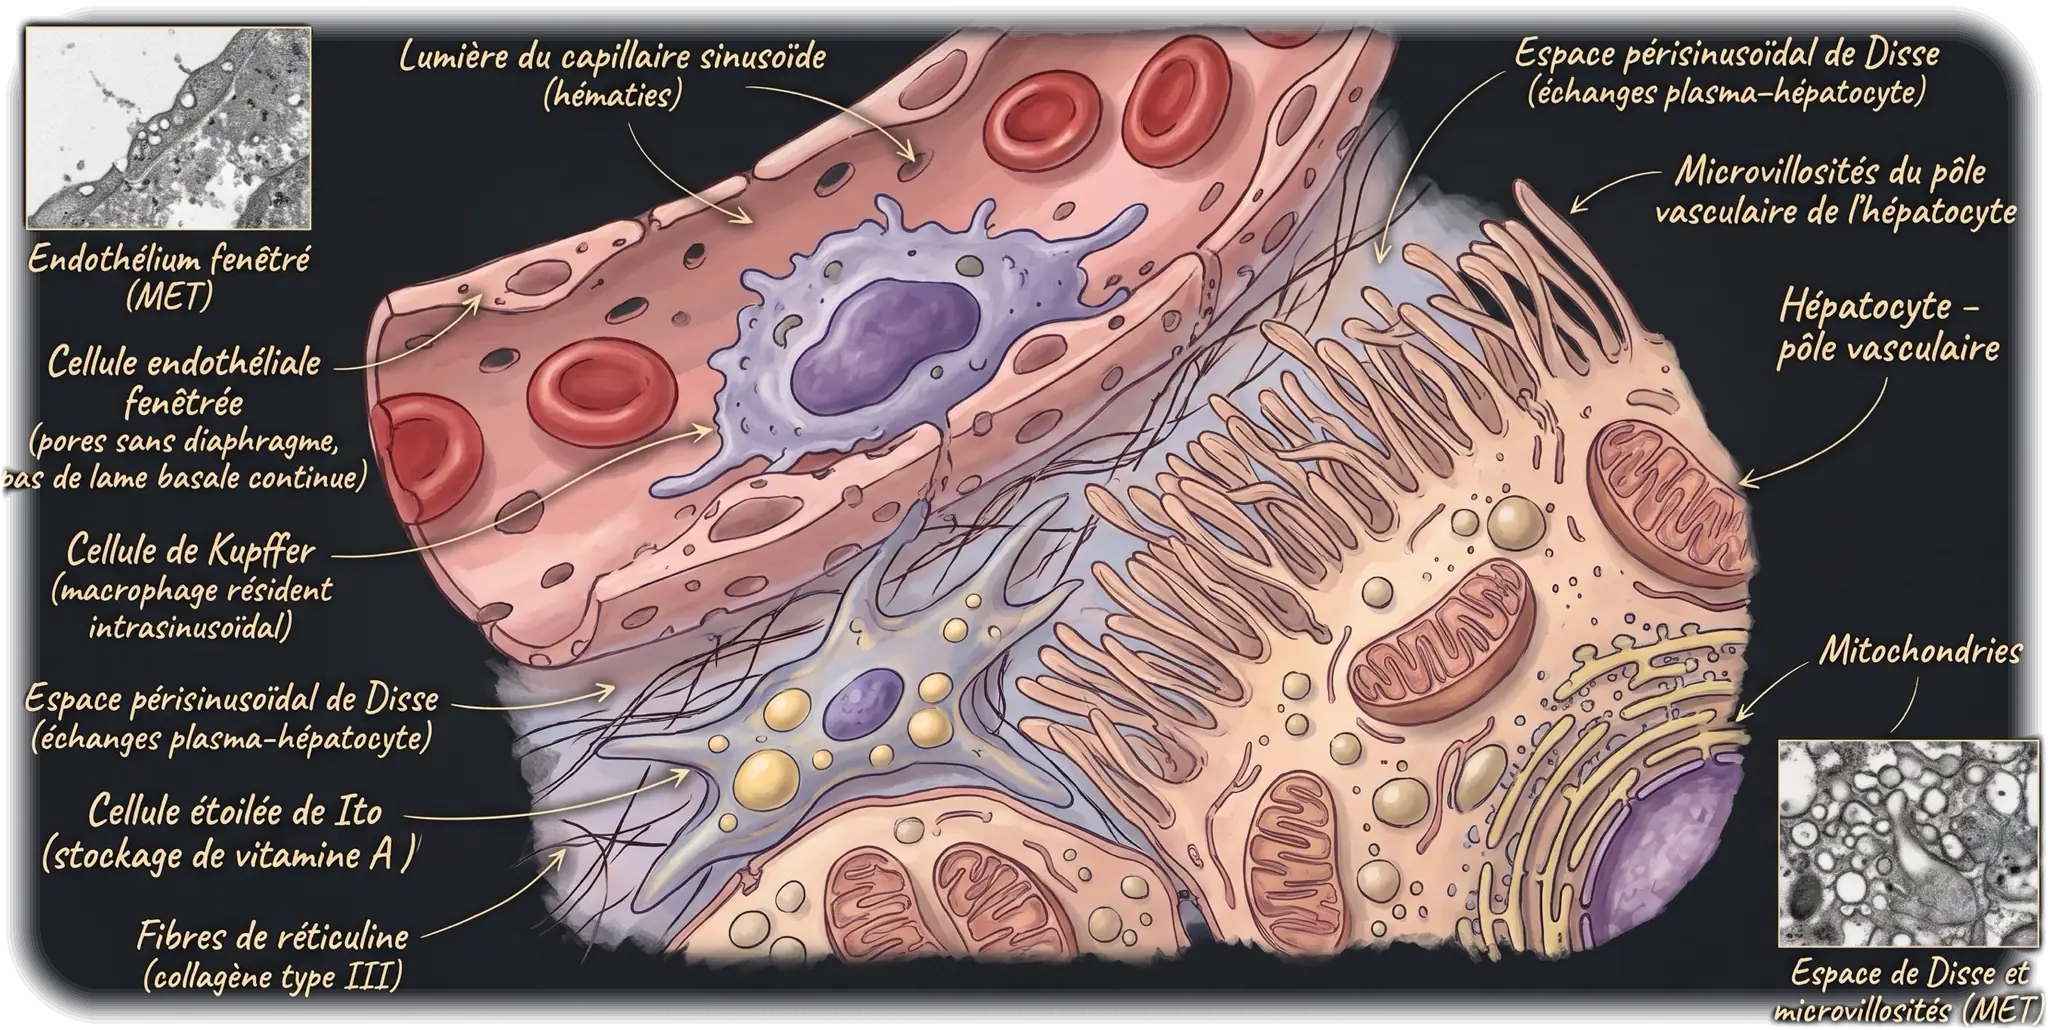 Lumière du capillaire sinusoïde
(hématies)
Espace périsinusoïdal de Disse
(échanges plasma–hépatocyte)
Microvillosités du pôle
vasculaire de l'hépatocyte
Endothélium fenêtré
(MET)
Hépatocyte –
pôle vasculaire
Cellule endothéliale
fenêtrée
(pores sans diaphragme,
pas de lame basale continue)
Cellule de Kupffer
(macrophage résident
intrasinusoïdal)
Mitochondries
Espace périsinusoïdal de Disse
(échanges plasma–hépatocyte)
Cellule étoilée de Ito
(stockage de vitamine A )
Fibres de réticuline
(collagène type III)
Espace de Disse et
microvillosités (MET)